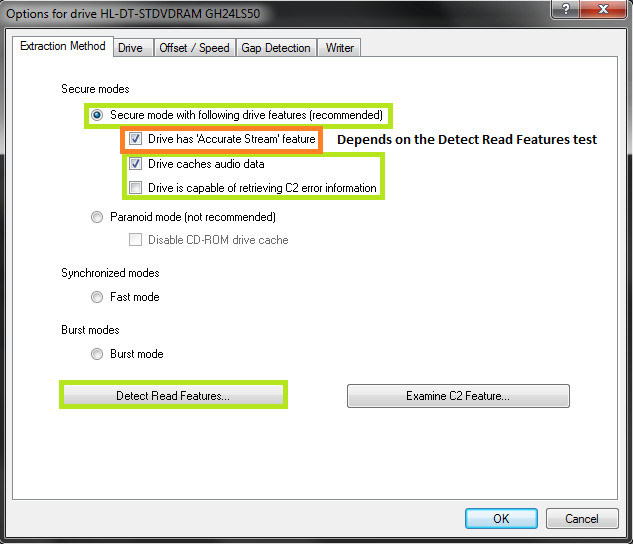 Options for drive HL-DT-STDVDRAM GH24LS50
?
X
Extraction Method Drive Offset / Speed Gap Detection Writer
Secure modes
Secure mode with following drive features (recommended)
Drive has 'Accurate Stream' feature Depends on the Detect Read Features test
Drive caches audio data
Drive is capable of retrieving C2 error information
Paranoid mode (not recommended)
Disable CD-ROM drive cache
Synchronized modes
Fast mode
Burst modes
Burst mode
Detect Read Features... Examine C2 Feature...
OK Cancel